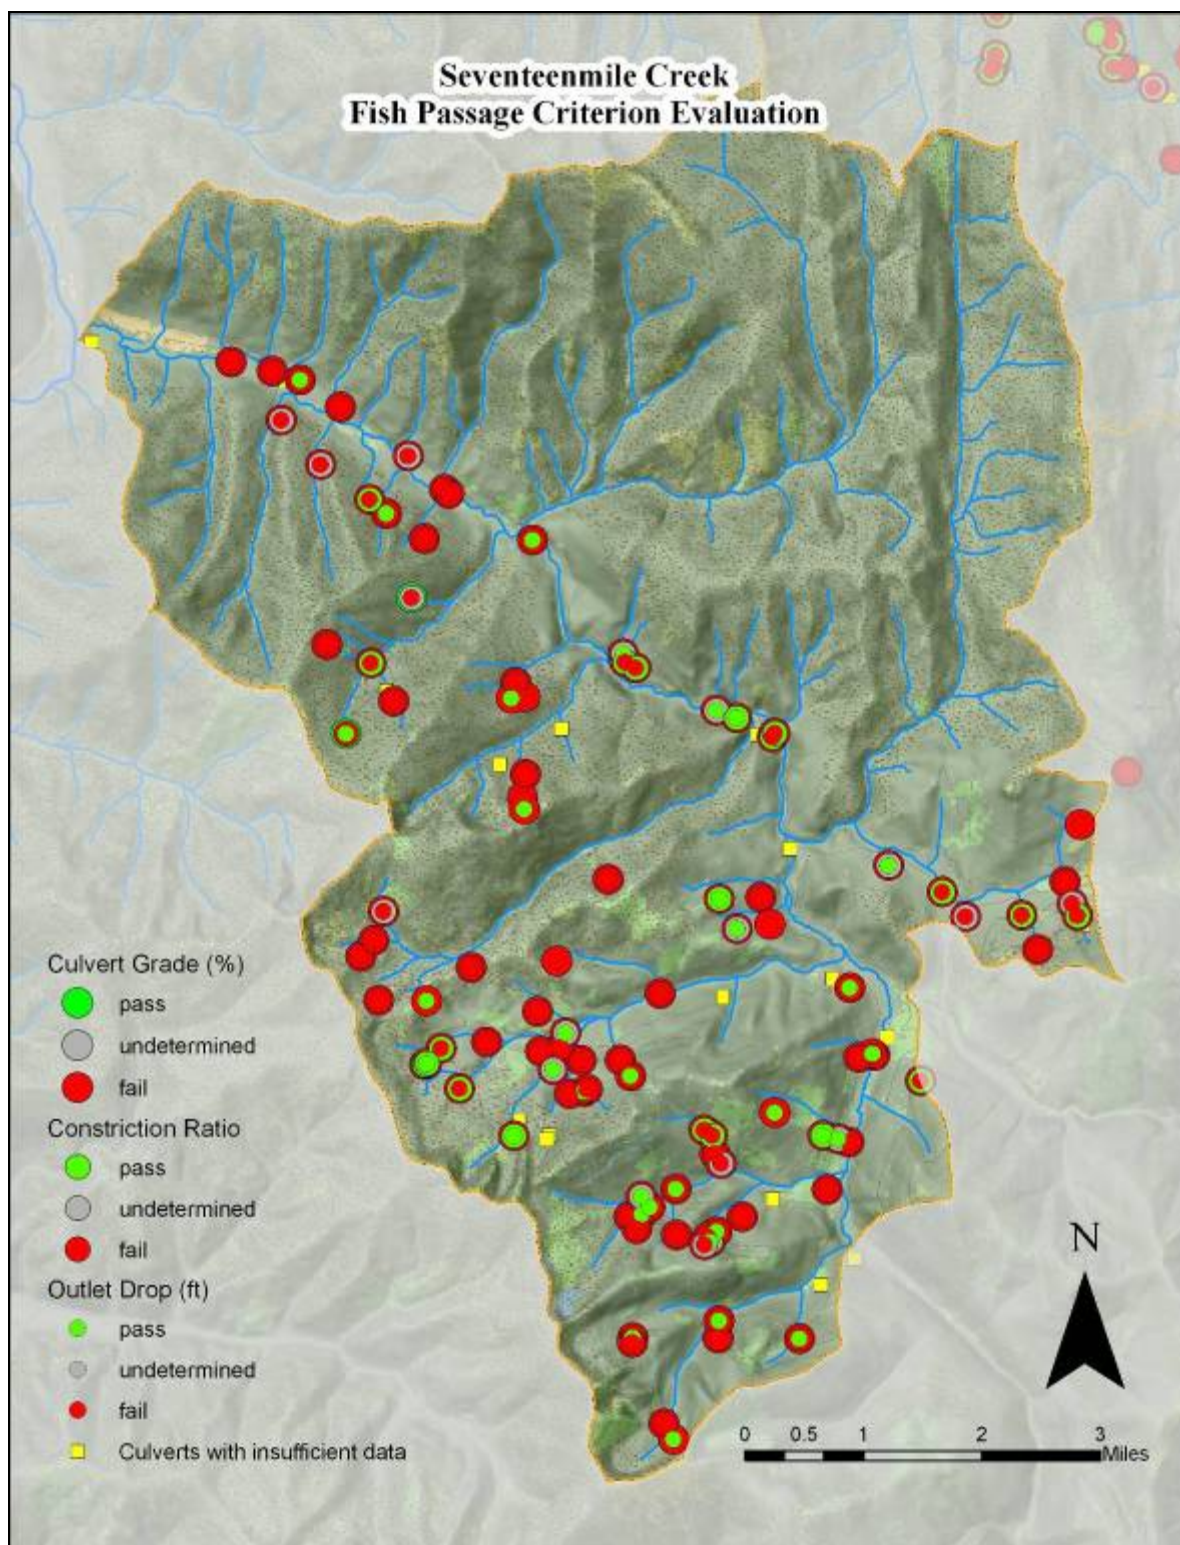 Seventeenmile Creek
Fish Passage Criterion Evaluation
Culvert Grade (%)
pass
undetermined
fail
Constriction Ratio
pass
undetermined
fail
Outlet Drop (ft)
pass
undetermined
fail
Culverts with insufficient data
N
0 0.5 1 2 3
Miles